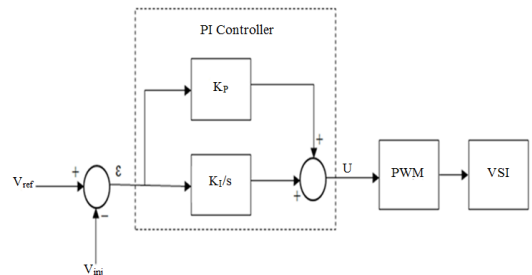 PI Controller
K_P
+
+ ε
V_ref
K_I/s
+
U
PWM
VSI
−
V_inj